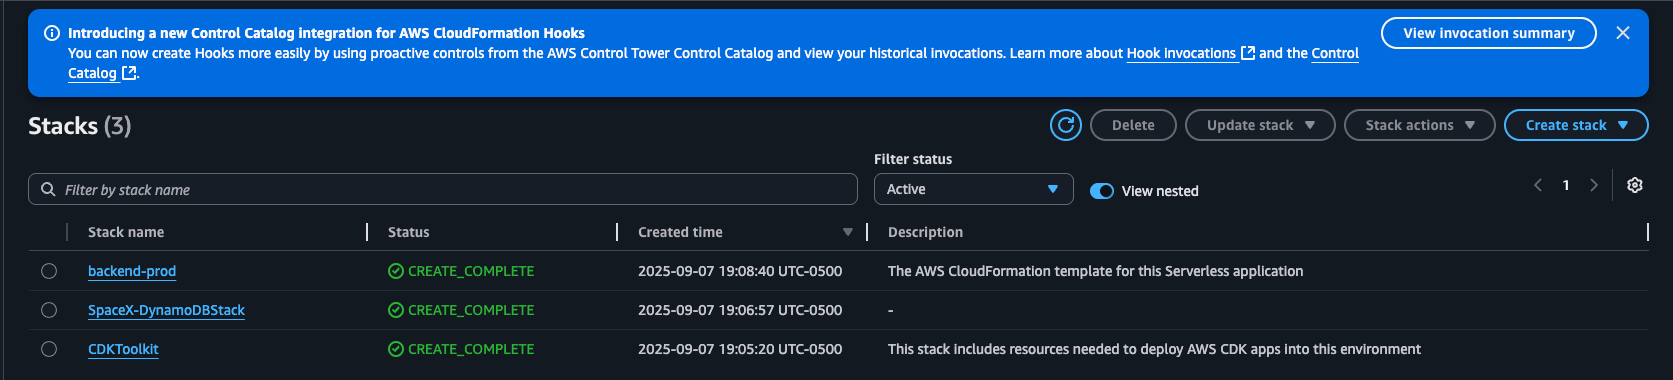 Introducing a new Control Catalog integration for AWS CloudFormation Hooks
You can now create Hooks more easily by using proactive controls from the AWS Control Tower Control Catalog and view your historical invocations. Learn more about Hook invocations and the Control
Catalog .
View invocation summary
Stacks (3)
Delete
Update stack
Stack actions
Create stack
Filter status
Filter by stack name
Active
View nested
1
Stack name Status Created time Description
backend-prod CREATE_COMPLETE 2025-09-07 19:08:40 UTC-0500 The AWS CloudFormation template for this Serverless application
SpaceX-DynamoDBStack CREATE_COMPLETE 2025-09-07 19:06:57 UTC-0500 -
CDKToolkit CREATE_COMPLETE 2025-09-07 19:05:20 UTC-0500 This stack includes resources needed to deploy AWS CDK apps into this environment